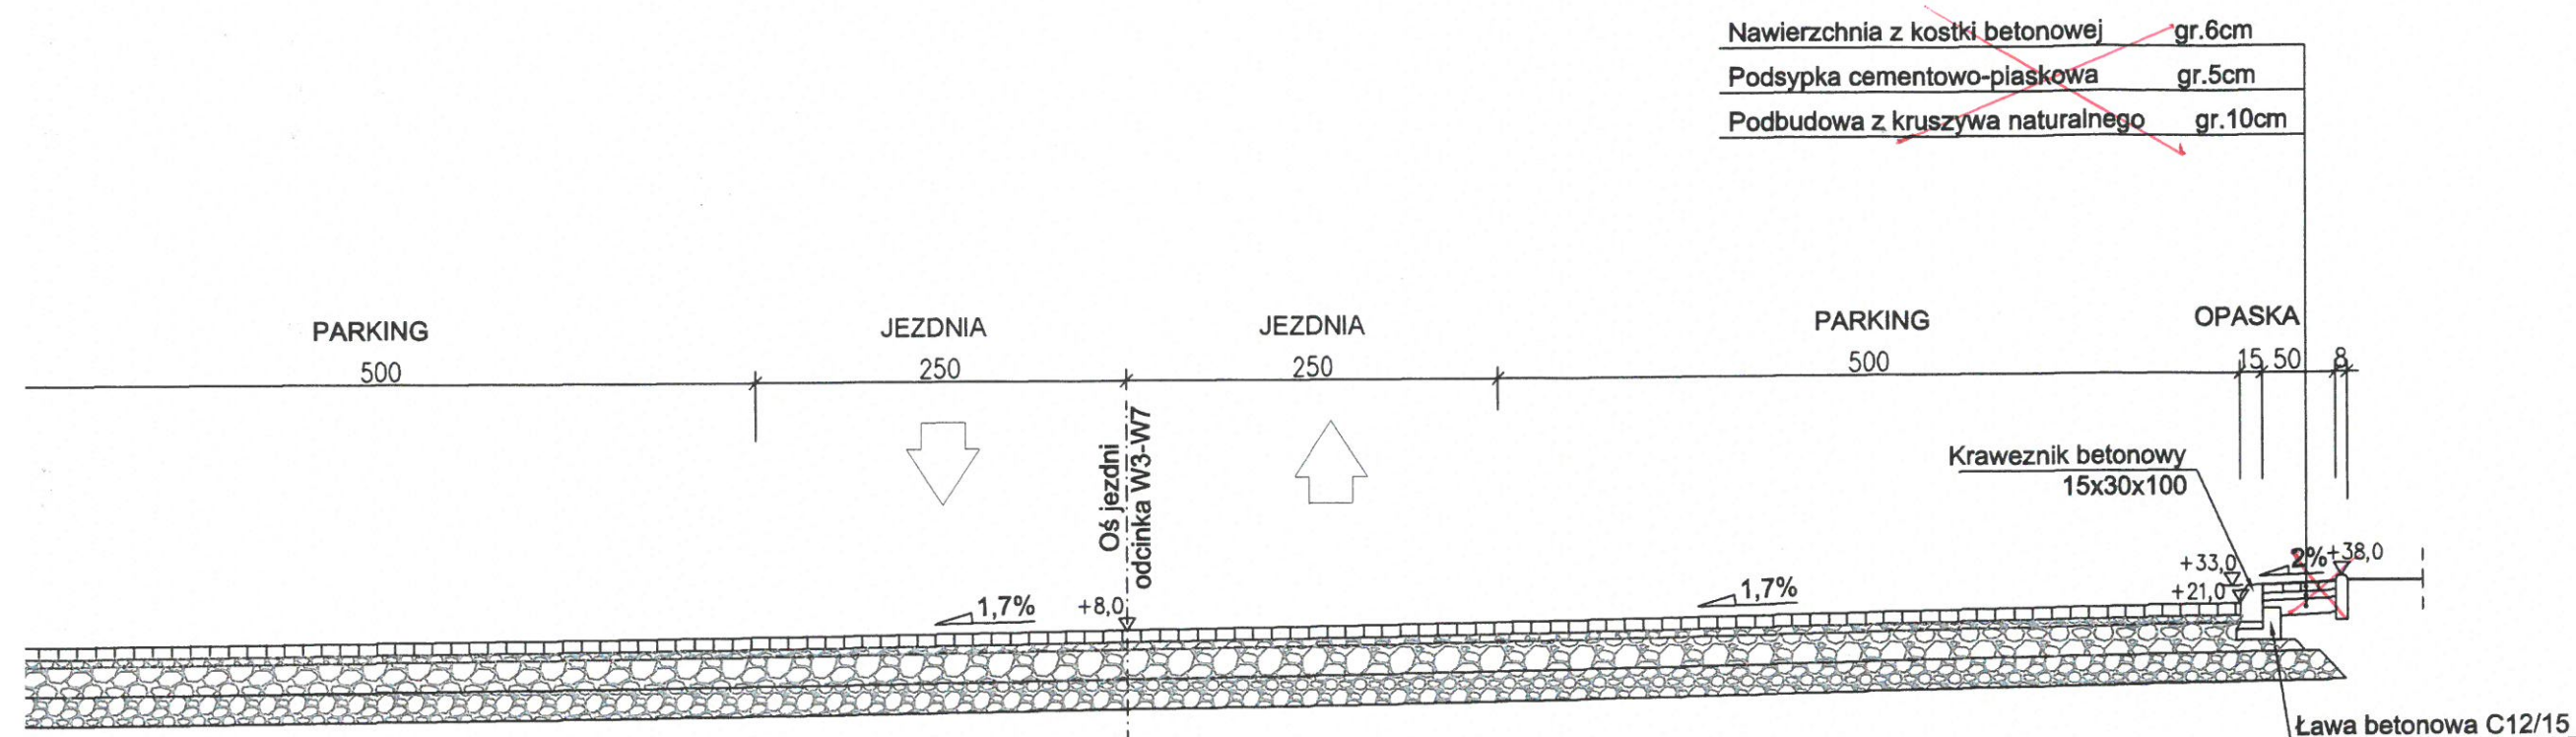 Nawierzchnia z kostki betonowej gr.6cm
Podsypka cementowo-piaskowa gr.5cm
Podbudowa z kruszywa naturalnego gr.10cm
PARKING JEZDNIA JEZDNIA PARKING OPASKA
500 250 250 500 15 50 8
Oś jezdni
odcinka W3-W7
Kraweznik betonowy
15x30x100
+33,0 2% +38,0
+21,0
1,7% +8,0 1,7%
Ława betonowa C12/15